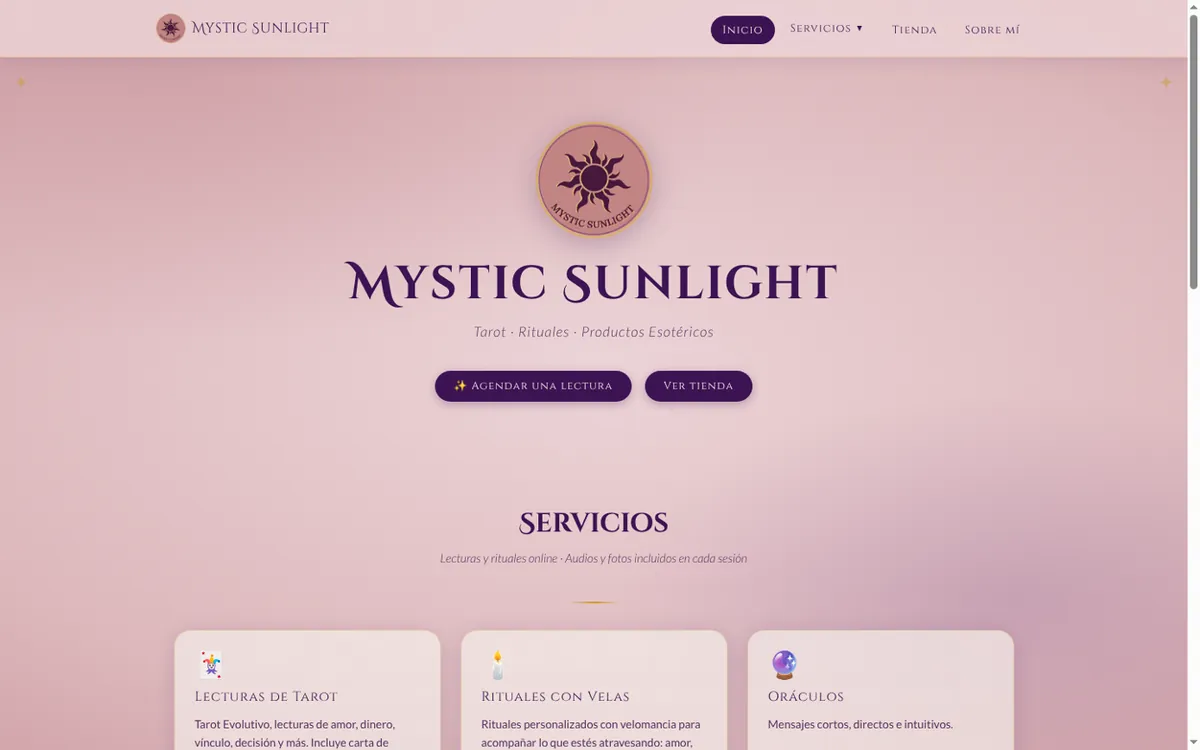 Mystic Sunlight
Inicio
Servicios ▼
Tienda
Sobre mí
MYSTIC SUNLIGHT
Mystic Sunlight
Tarot · Rituales · Productos Esotéricos
✨ Agendar una lectura
Ver tienda
Servicios
Lecturas y rituales online · Audios y fotos incluidos en cada sesión
Lecturas de Tarot
Tarot Evolutivo, lecturas de amor, dinero,
vínculo, decisión y más. Incluye carta de
Rituales con Velas
Rituales personalizados con velomancia para
acompañar lo que estés atravesando: amor,
Oráculos
Mensajes cortos, directos e intuitivos.